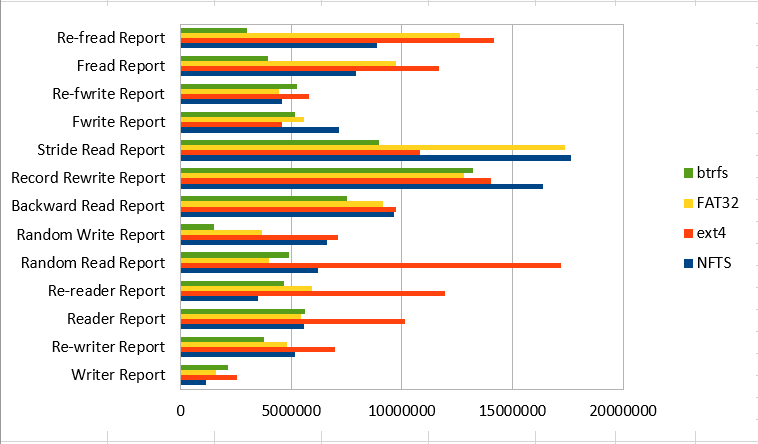 Re-fread Report
Fread Report
Re-fwrite Report
Fwrite Report
Stride Read Report
Record Rewrite Report
Backward Read Report
Random Write Report
Random Read Report
Re-reader Report
Reader Report
Re-writer Report
Writer Report
0 5000000 10000000 15000000 20000000
btrfs
FAT32
ext4
NFTS